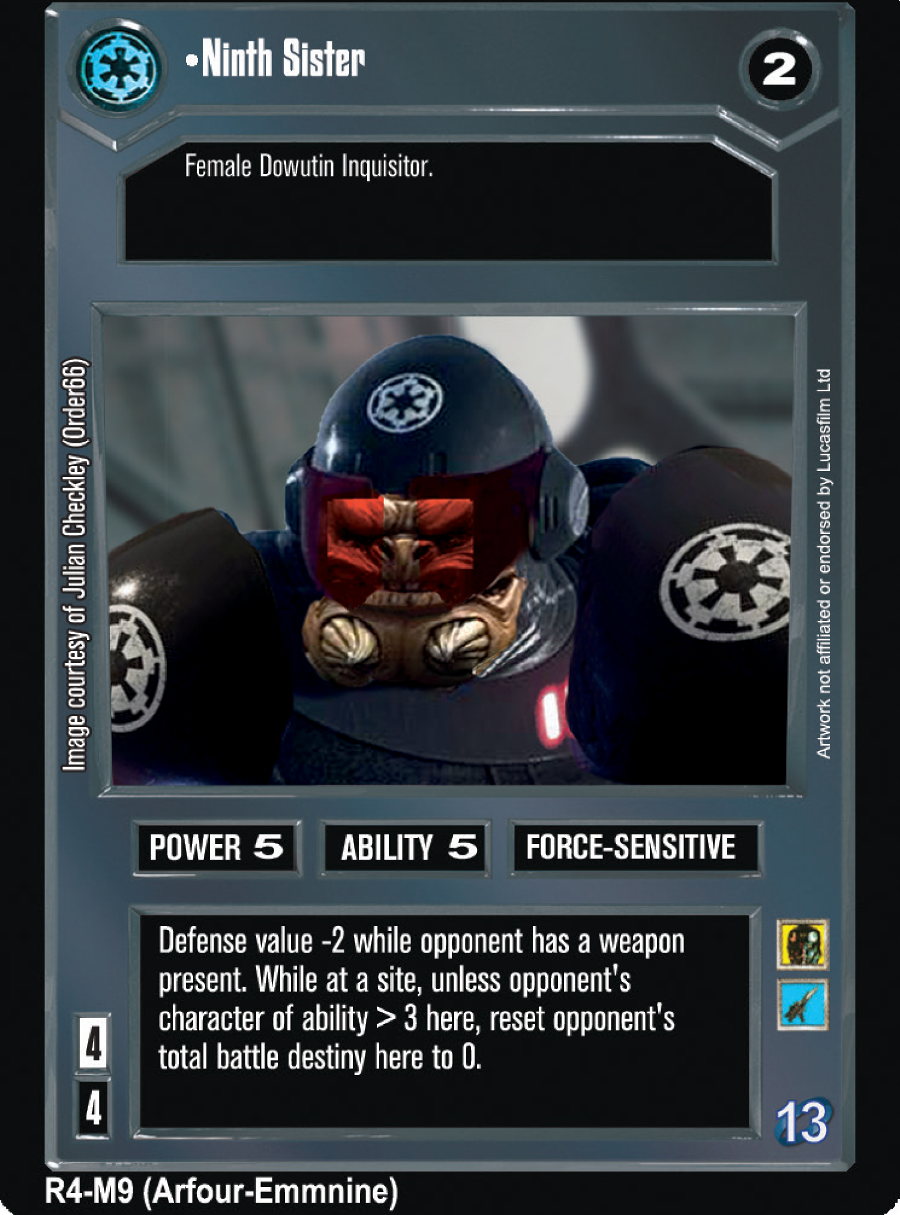 •Ninth Sister
2
Female Dowutin Inquisitor.
Image courtesy of Julian Checkley (Order66)
Artwork not affiliated or endorsed by Lucasfilm Ltd
POWER 5
ABILITY 5
FORCE-SENSITIVE
Defense value -2 while opponent has a weapon
present. While at a site, unless opponent's
character of ability > 3 here, reset opponent's
total battle destiny here to 0.
4
4
13
R4-M9 (Arfour-Emmnine)